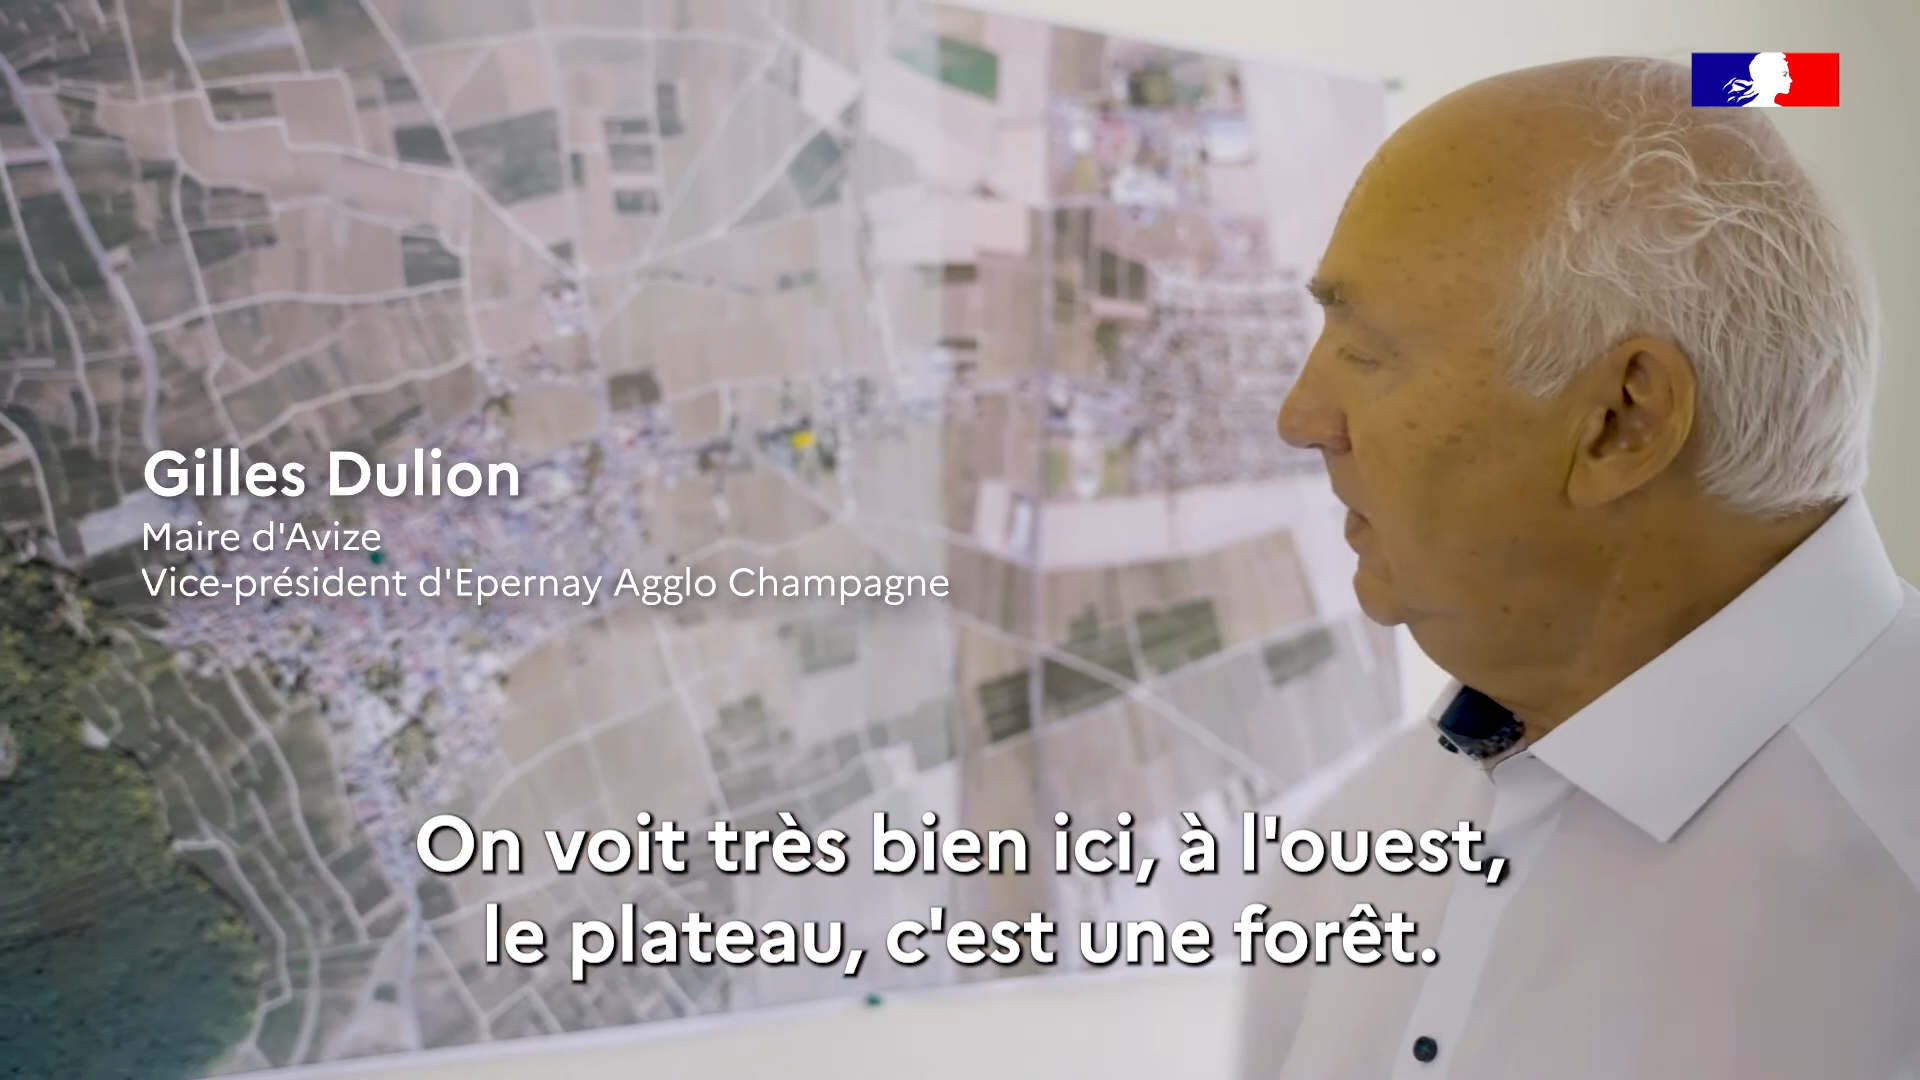 Gilles Dulion
Maire d'Avize
Vice-président d'Epernay Agglo Champagne
On voit très bien ici, à l'ouest,
le plateau, c'est une forêt.